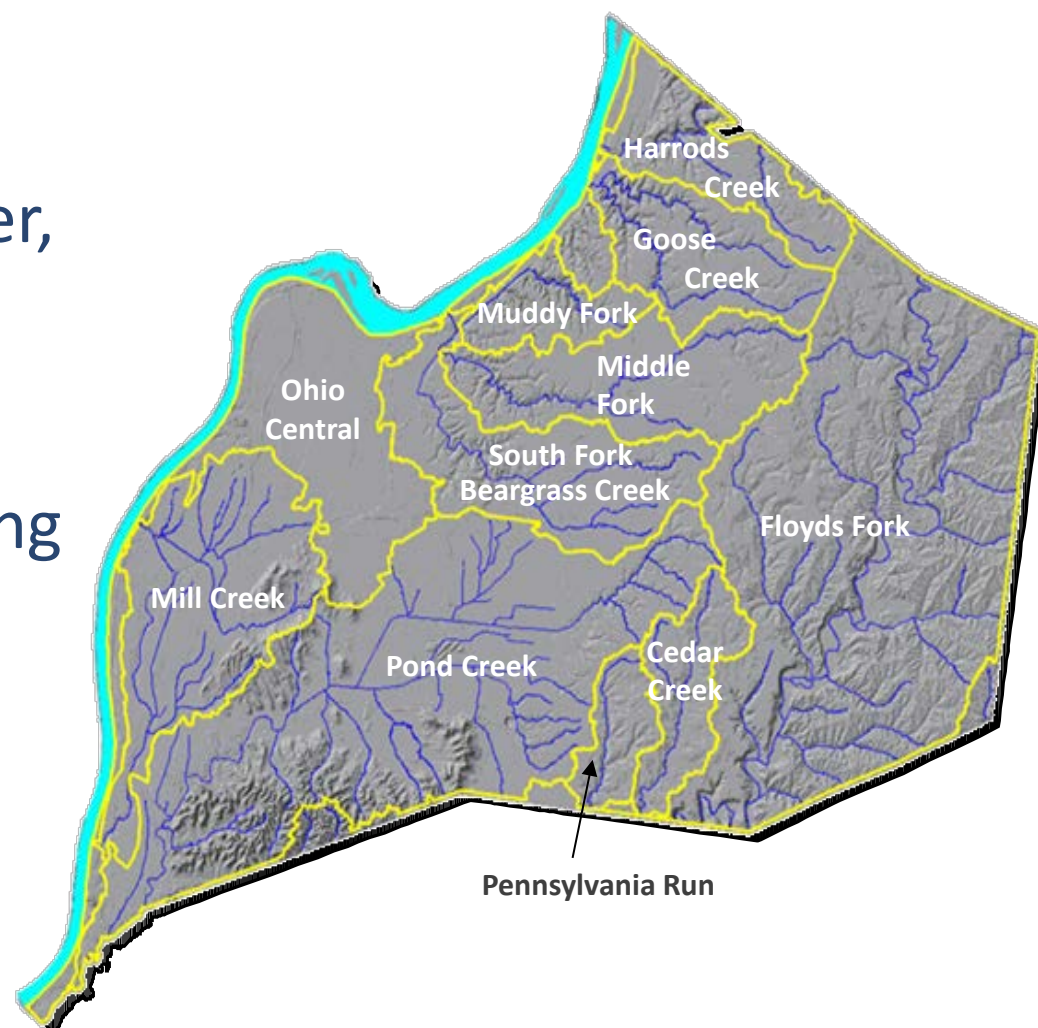 er,
ng
Harrods
Creek
Goose
Creek
Muddy Fork
Middle
Fork
Ohio
Central
South Fork
Beargrass Creek
Floyds Fork
Mill Creek
Pond Creek
Cedar
Creek
Pennsylvania Run